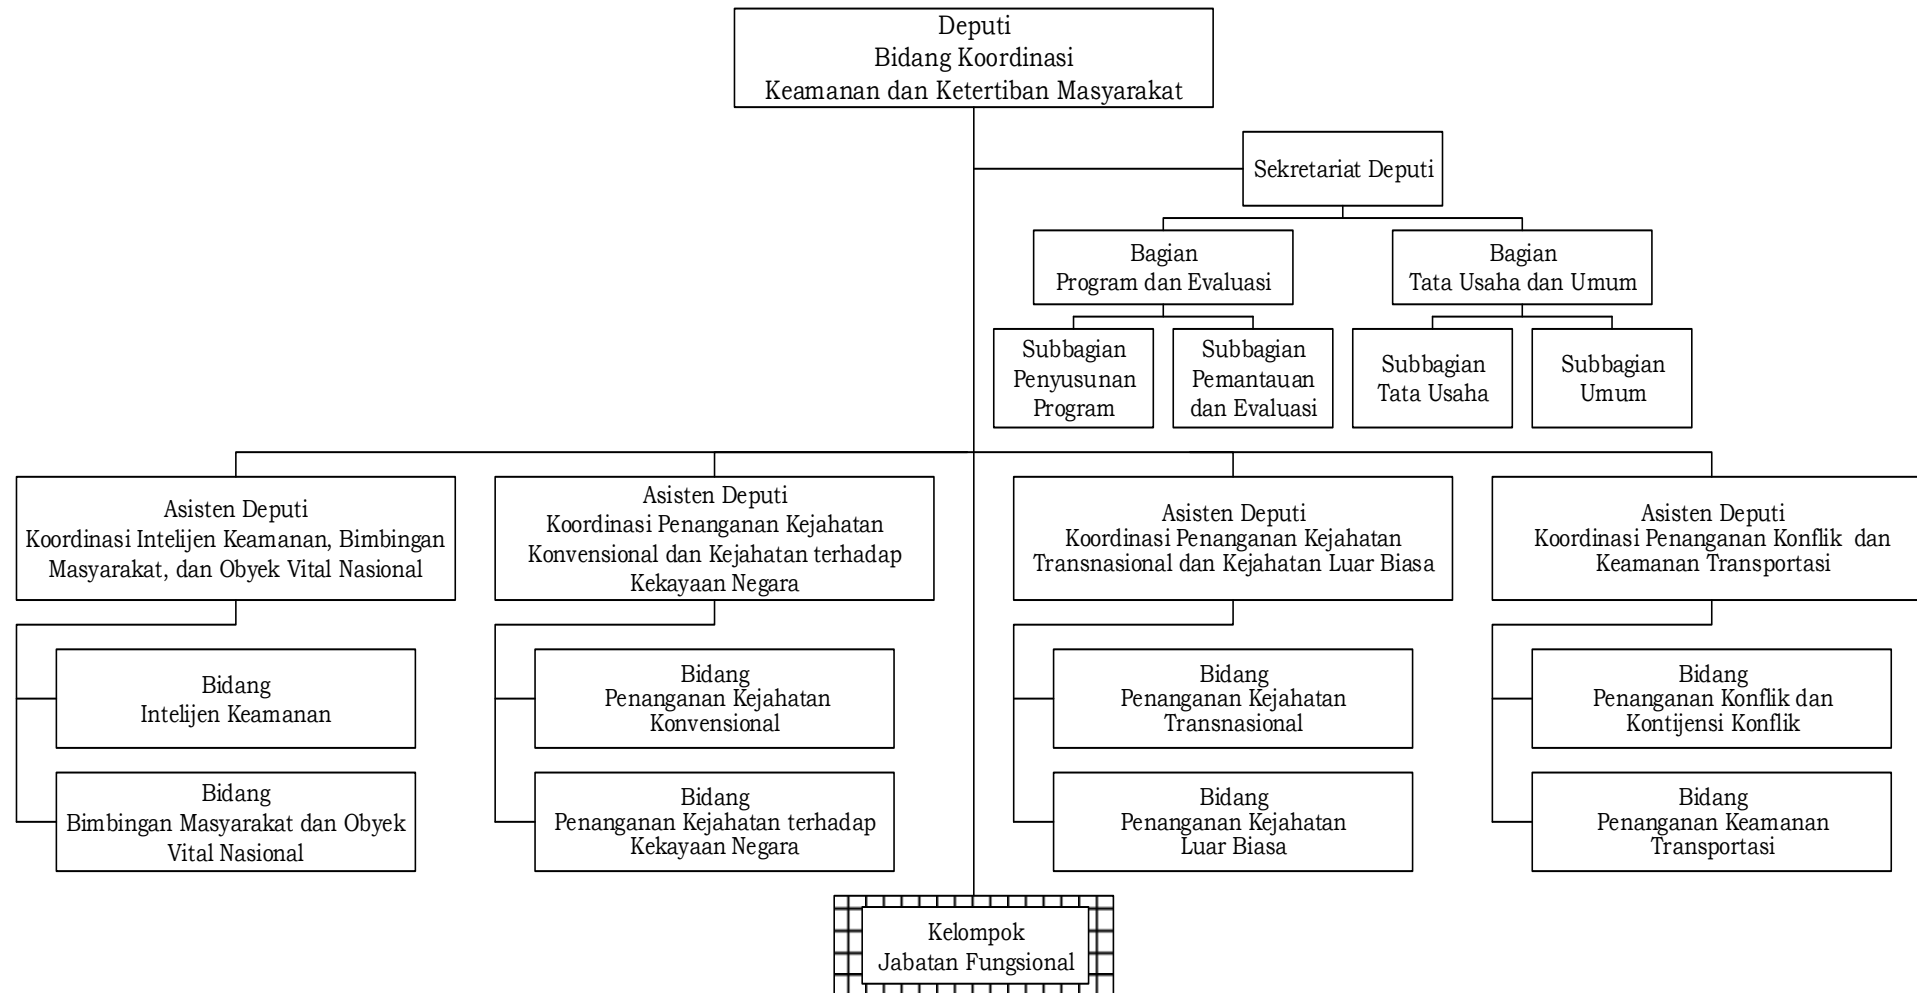 Deputi
Bidang Koordinasi
Keamanan dan Ketertiban Masyarakat
Sekretariat Deputi
Bagian
Program dan Evaluasi
Bagian
Tata Usaha dan Umum
Subbagian
Penyusunan
Program
Subbagian
Pemantauan
dan Evaluasi
Subbagian
Tata Usaha
Subbagian
Umum
Asisten Deputi
Koordinasi Intelijen Keamanan, Bimbingan
Masyarakat, dan Obyek Vital Nasional
Asisten Deputi
Koordinasi Penanganan Kejahatan
Konvensional dan Kejahatan terhadap
Kekayaan Negara
Asisten Deputi
Koordinasi Penanganan Kejahatan
Transnasional dan Kejahatan Luar Biasa
Asisten Deputi
Koordinasi Penanganan Konflik dan
Keamanan Transportasi
Bidang
Intelijen Keamanan
Bidang
Penanganan Kejahatan
Konvensional
Bidang
Penanganan Kejahatan
Transnasional
Bidang
Penanganan Konflik dan
Kontijensi Konflik
Bidang
Bimbingan Masyarakat dan Obyek
Vital Nasional
Bidang
Penanganan Kejahatan terhadap
Kekayaan Negara
Bidang
Penanganan Kejahatan
Luar Biasa
Bidang
Penanganan Keamanan
Transportasi
Kelompok
Jabatan Fungsional